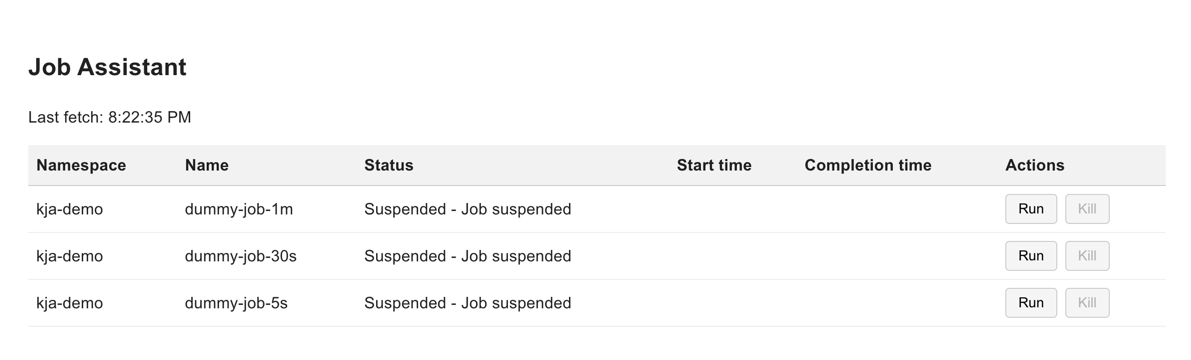 Job Assistant
Last fetch: 8:22:35 PM
Namespace Name Status Start time Completion time Actions
kja-demo dummy-job-1m Suspended - Job suspended Run Kill
kja-demo dummy-job-30s Suspended - Job suspended Run Kill
kja-demo dummy-job-5s Suspended - Job suspended Run Kill